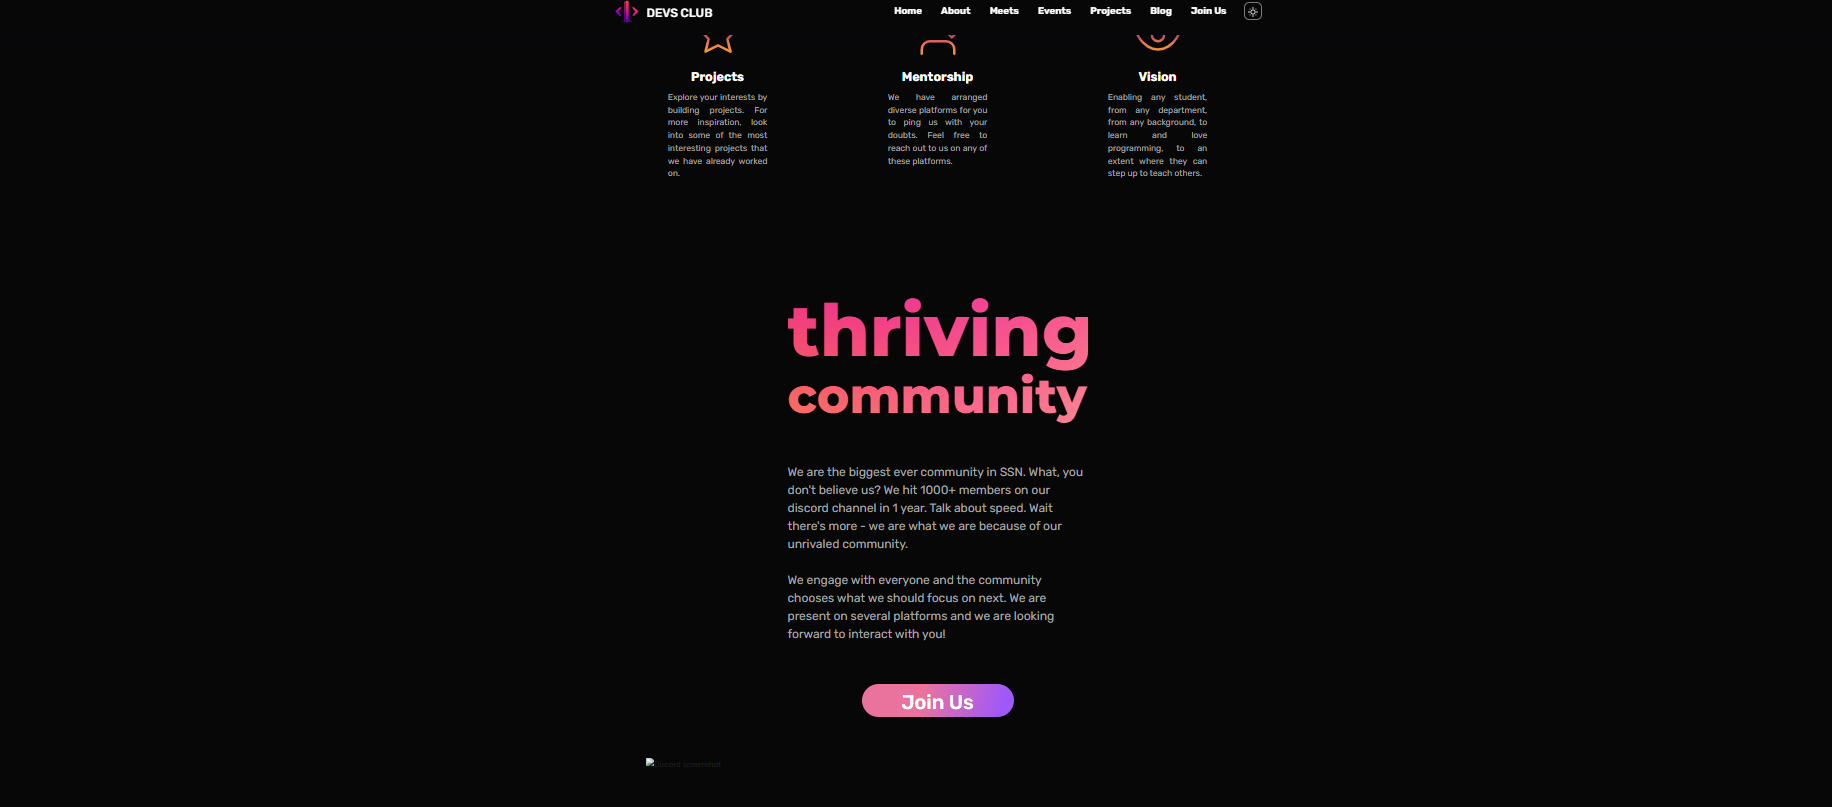 DEVS CLUB
Home About Meets Events Projects Blog Join Us
Projects
Explore your interests by
building projects. For
more inspiration, look
into some of the most
interesting projects that
we have already worked
on.
Mentorship
We have arranged
diverse platforms for you
to ping us with your
doubts. Feel free to
reach out to us on any of
these platforms.
Vision
Enabling any student,
from any department,
from any background, to
learn and love
programming, to an
extent where they can
step up to teach others.
thriving
community
We are the biggest ever community in SSN. What, you
don't believe us? We hit 1000+ members on our
discord channel in 1 year. Talk about speed. Wait
there's more - we are what we are because of our
unrivaled community.
We engage with everyone and the community
chooses what we should focus on next. We are
present on several platforms and we are looking
forward to interact with you!
Join Us
Discord screenshot